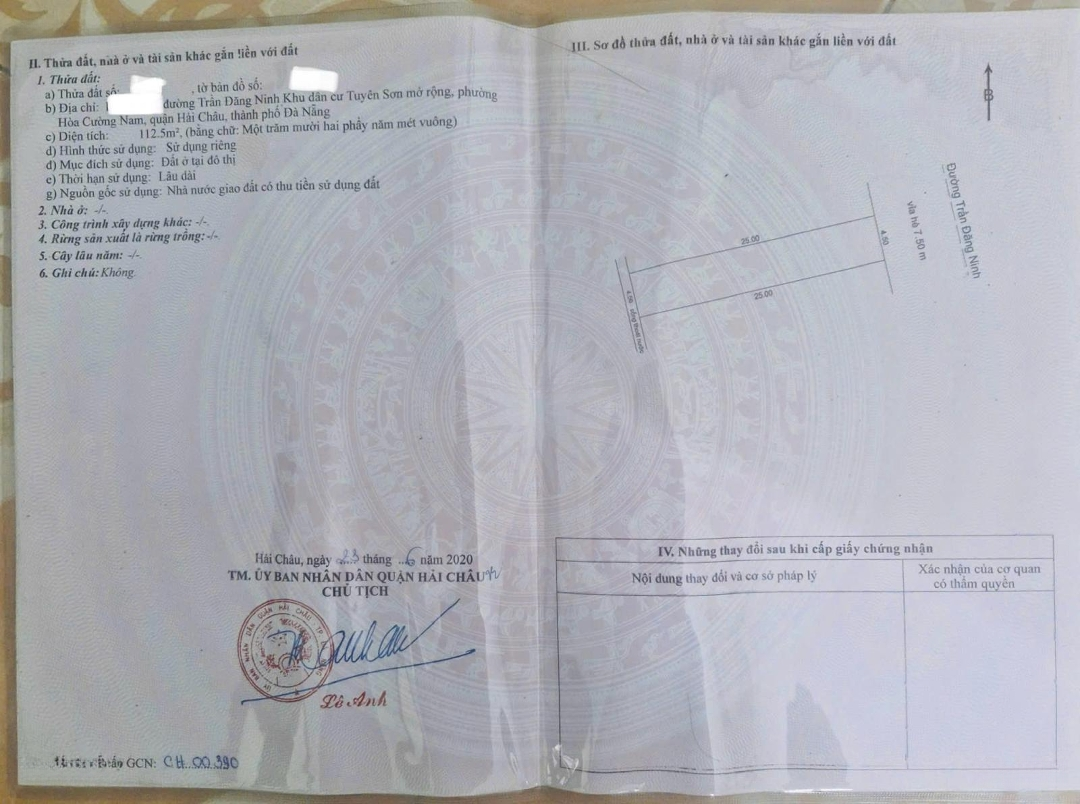 II. Thửa đất, nhà ở và tài sản khác gắn liền với đất
1. Thửa đất:
a) Thửa đất số: , tờ bản đồ số:
b) Địa chỉ: đường Trần Đăng Ninh Khu dân cư Tuyên Sơn mở rộng, phường
Hòa Cường Nam, quận Hải Châu, thành phố Đà Nẵng
c) Diện tích: 112.5m², (bằng chữ: Một trăm mười hai phẩy năm mét vuông)
d) Hình thức sử dụng: Sử dụng riêng
đ) Mục đích sử dụng: Đất ở tại đô thị
e) Thời hạn sử dụng: Lâu dài
g) Nguồn gốc sử dụng: Nhà nước giao đất có thu tiền sử dụng đất
2. Nhà ở: -/-
3. Công trình xây dựng khác: -/-
4. Rừng sản xuất là rừng trồng:-/-
5. Cây lâu năm: -/-
6. Ghi chú: Không
Hải Châu, ngày 23 tháng 6 năm 2020
TM. ỦY BAN NHÂN DÂN QUẬN HẢI CHÂU
CHỦ TỊCH
Lê Anh
GCN: CH 00390
III. Sơ đồ thửa đất, nhà ở và tài sản khác gắn liền với đất
B
Đường Trần Đăng Ninh
vỉa hè 7.50 m
4.50
25.00
25.00
4.50
cống thoát nước
IV. Những thay đổi sau khi cấp giấy chứng nhận
Nội dung thay đổi và cơ sở pháp lý
Xác nhận của cơ quan
có thẩm quyền